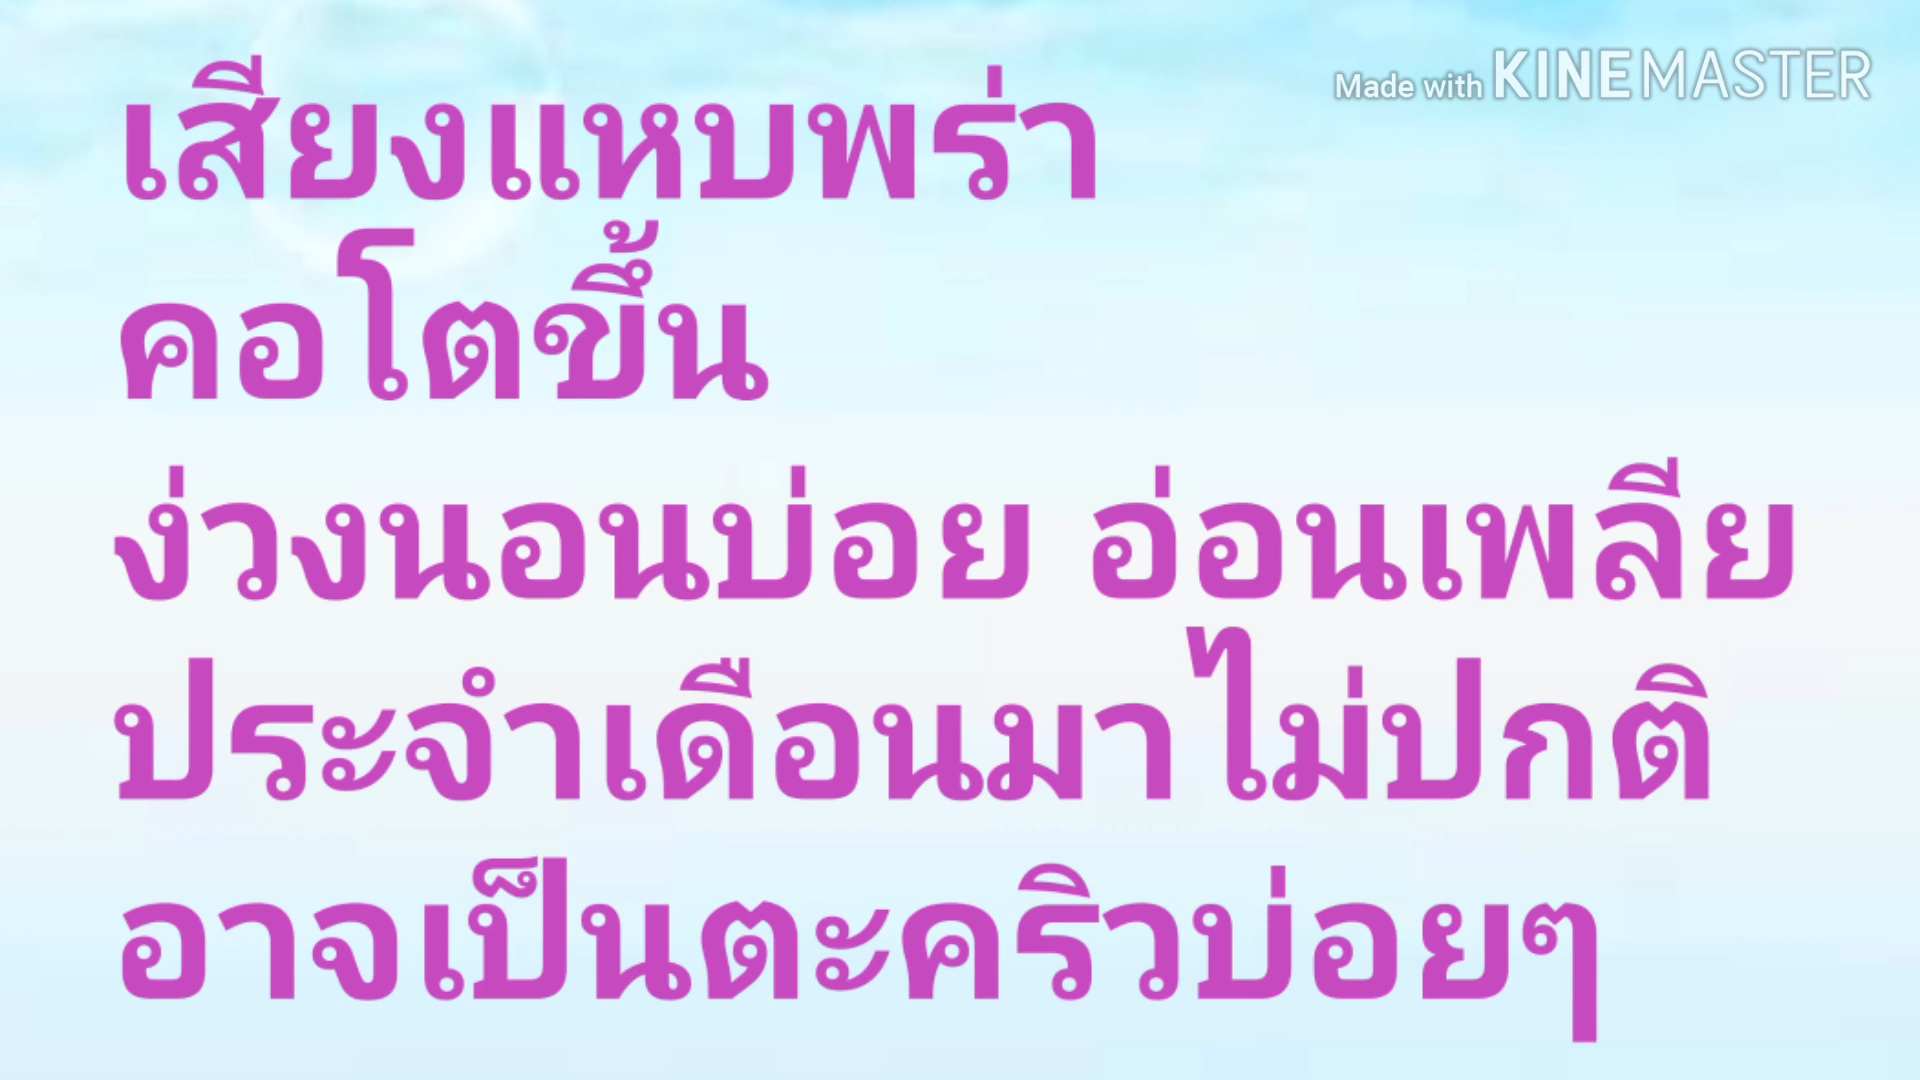 Made with KINEMASTER
เสียงแหบพร่า
คอโตขึ้น
ง่วงนอนบ่อย อ่อนเพลีย
ประจำเดือนมาไม่ปกติ
อาจเป็นตะคริวบ่อยๆ